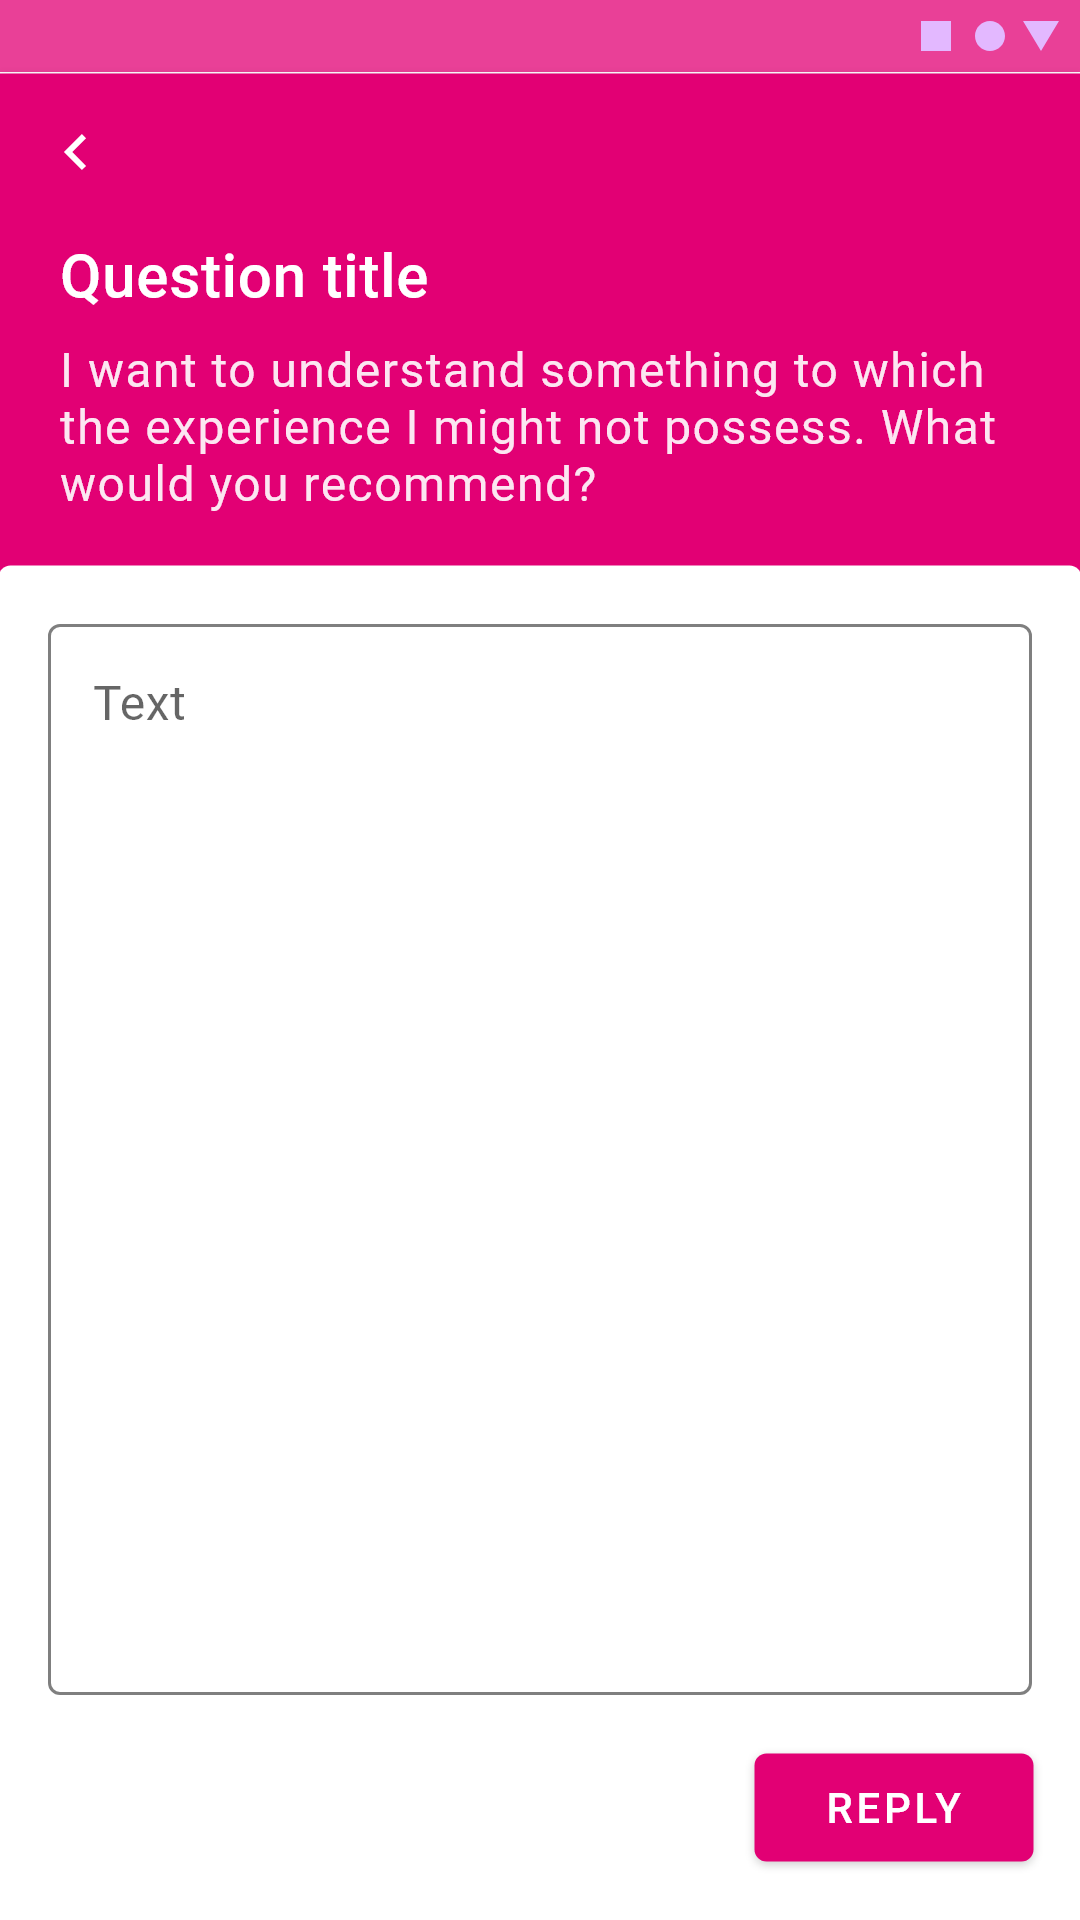 Question title
I want to understand something to which
the experience I might not possess. What
would you recommend?
Text
REPLY